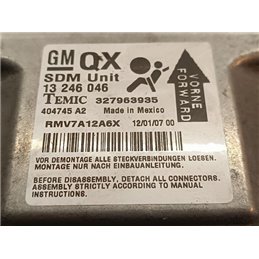 GM QX
SDM Unit
13 246 046
TEMIC 327963935
404745 A2 Made in Mexico
RMV7A12A6X 12/01/07 00
VORNE
FORWARD
VOR DEMONTAGE ALLE STECKVERBINDUNGEN LOESEN.
MONTAGE NUR NACH EINBAUANLEITUNG.
BEFORE DISASSEMBLY, DETACH ALL CONNECTORS.
ASSEMBLY STRICTLY ACCORDING TO MANUAL
INSTRUCTIONS.